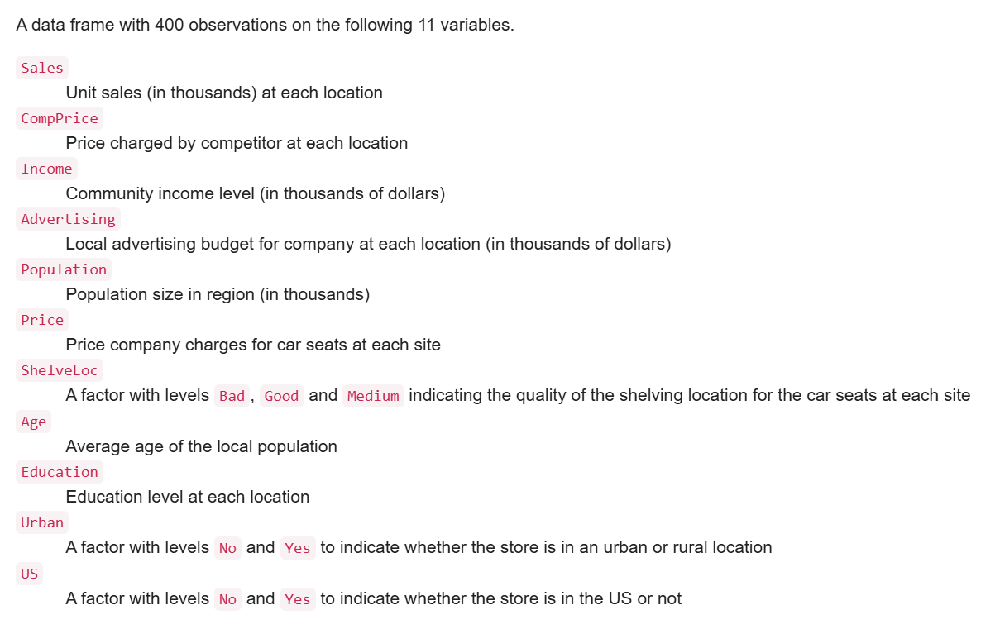 A data frame with 400 observations on the following 11 variables.
Sales
Unit sales (in thousands) at each location
CompPrice
Price charged by competitor at each location
Income
Community income level (in thousands of dollars)
Advertising
Local advertising budget for company at each location (in thousands of dollars)
Population
Population size in region (in thousands)
Price
Price company charges for car seats at each site
ShelveLoc
A factor with levels Bad, Good and Medium indicating the quality of the shelving location for the car seats at each site
Age
Average age of the local population
Education
Education level at each location
Urban
A factor with levels No and Yes to indicate whether the store is in an urban or rural location
US
A factor with levels No and Yes to indicate whether the store is in the US or not